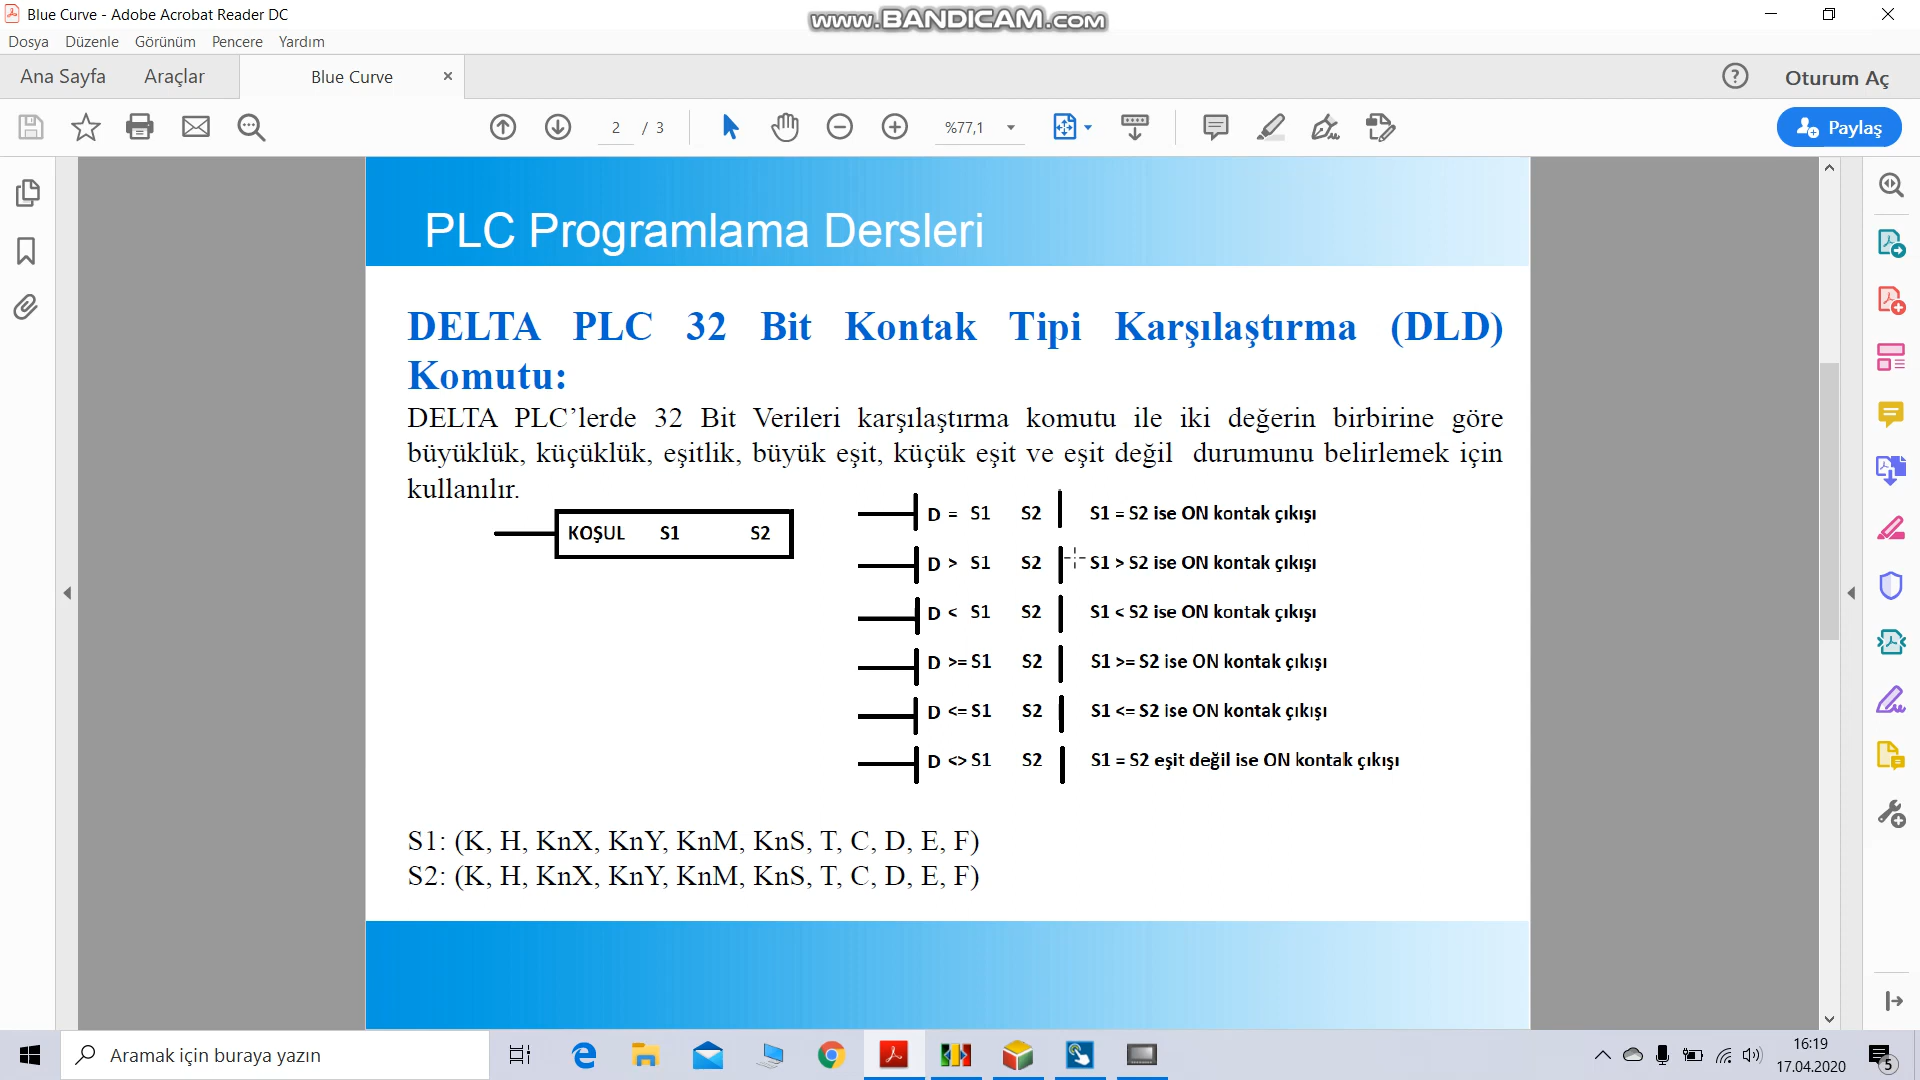 Blue Curve - Adobe Acrobat Reader DC
www.BANDICAM.com
Dosya Düzenle Görünüm Pencere Yardım
Ana Sayfa Araçlar Blue Curve × ? Oturum Aç
2 / 3 %77,1 Paylaş
PLC Programlama Dersleri
DELTA PLC 32 Bit Kontak Tipi Karşılaştırma (DLD)
Komutu:
DELTA PLC’lerde 32 Bit Verileri karşılaştırma komutu ile iki değerin birbirine göre
büyüklük, küçüklük, eşitlik, büyük eşit, küçük eşit ve eşit değil durumunu belirlemek için
kullanılır.
KOŞUL S1 S2
D = S1 S2 S1 = S2 ise ON kontak çıkışı
D > S1 S2 S1 > S2 ise ON kontak çıkışı
D < S1 S2 S1 < S2 ise ON kontak çıkışı
D >= S1 S2 S1 >= S2 ise ON kontak çıkışı
D <= S1 S2 S1 <= S2 ise ON kontak çıkışı
D <> S1 S2 S1 = S2 eşit değil ise ON kontak çıkışı
S1: (K, H, KnX, KnY, KnM, KnS, T, C, D, E, F)
S2: (K, H, KnX, KnY, KnM, KnS, T, C, D, E, F)
Aramak için buraya yazın
16:19
17.04.2020
5